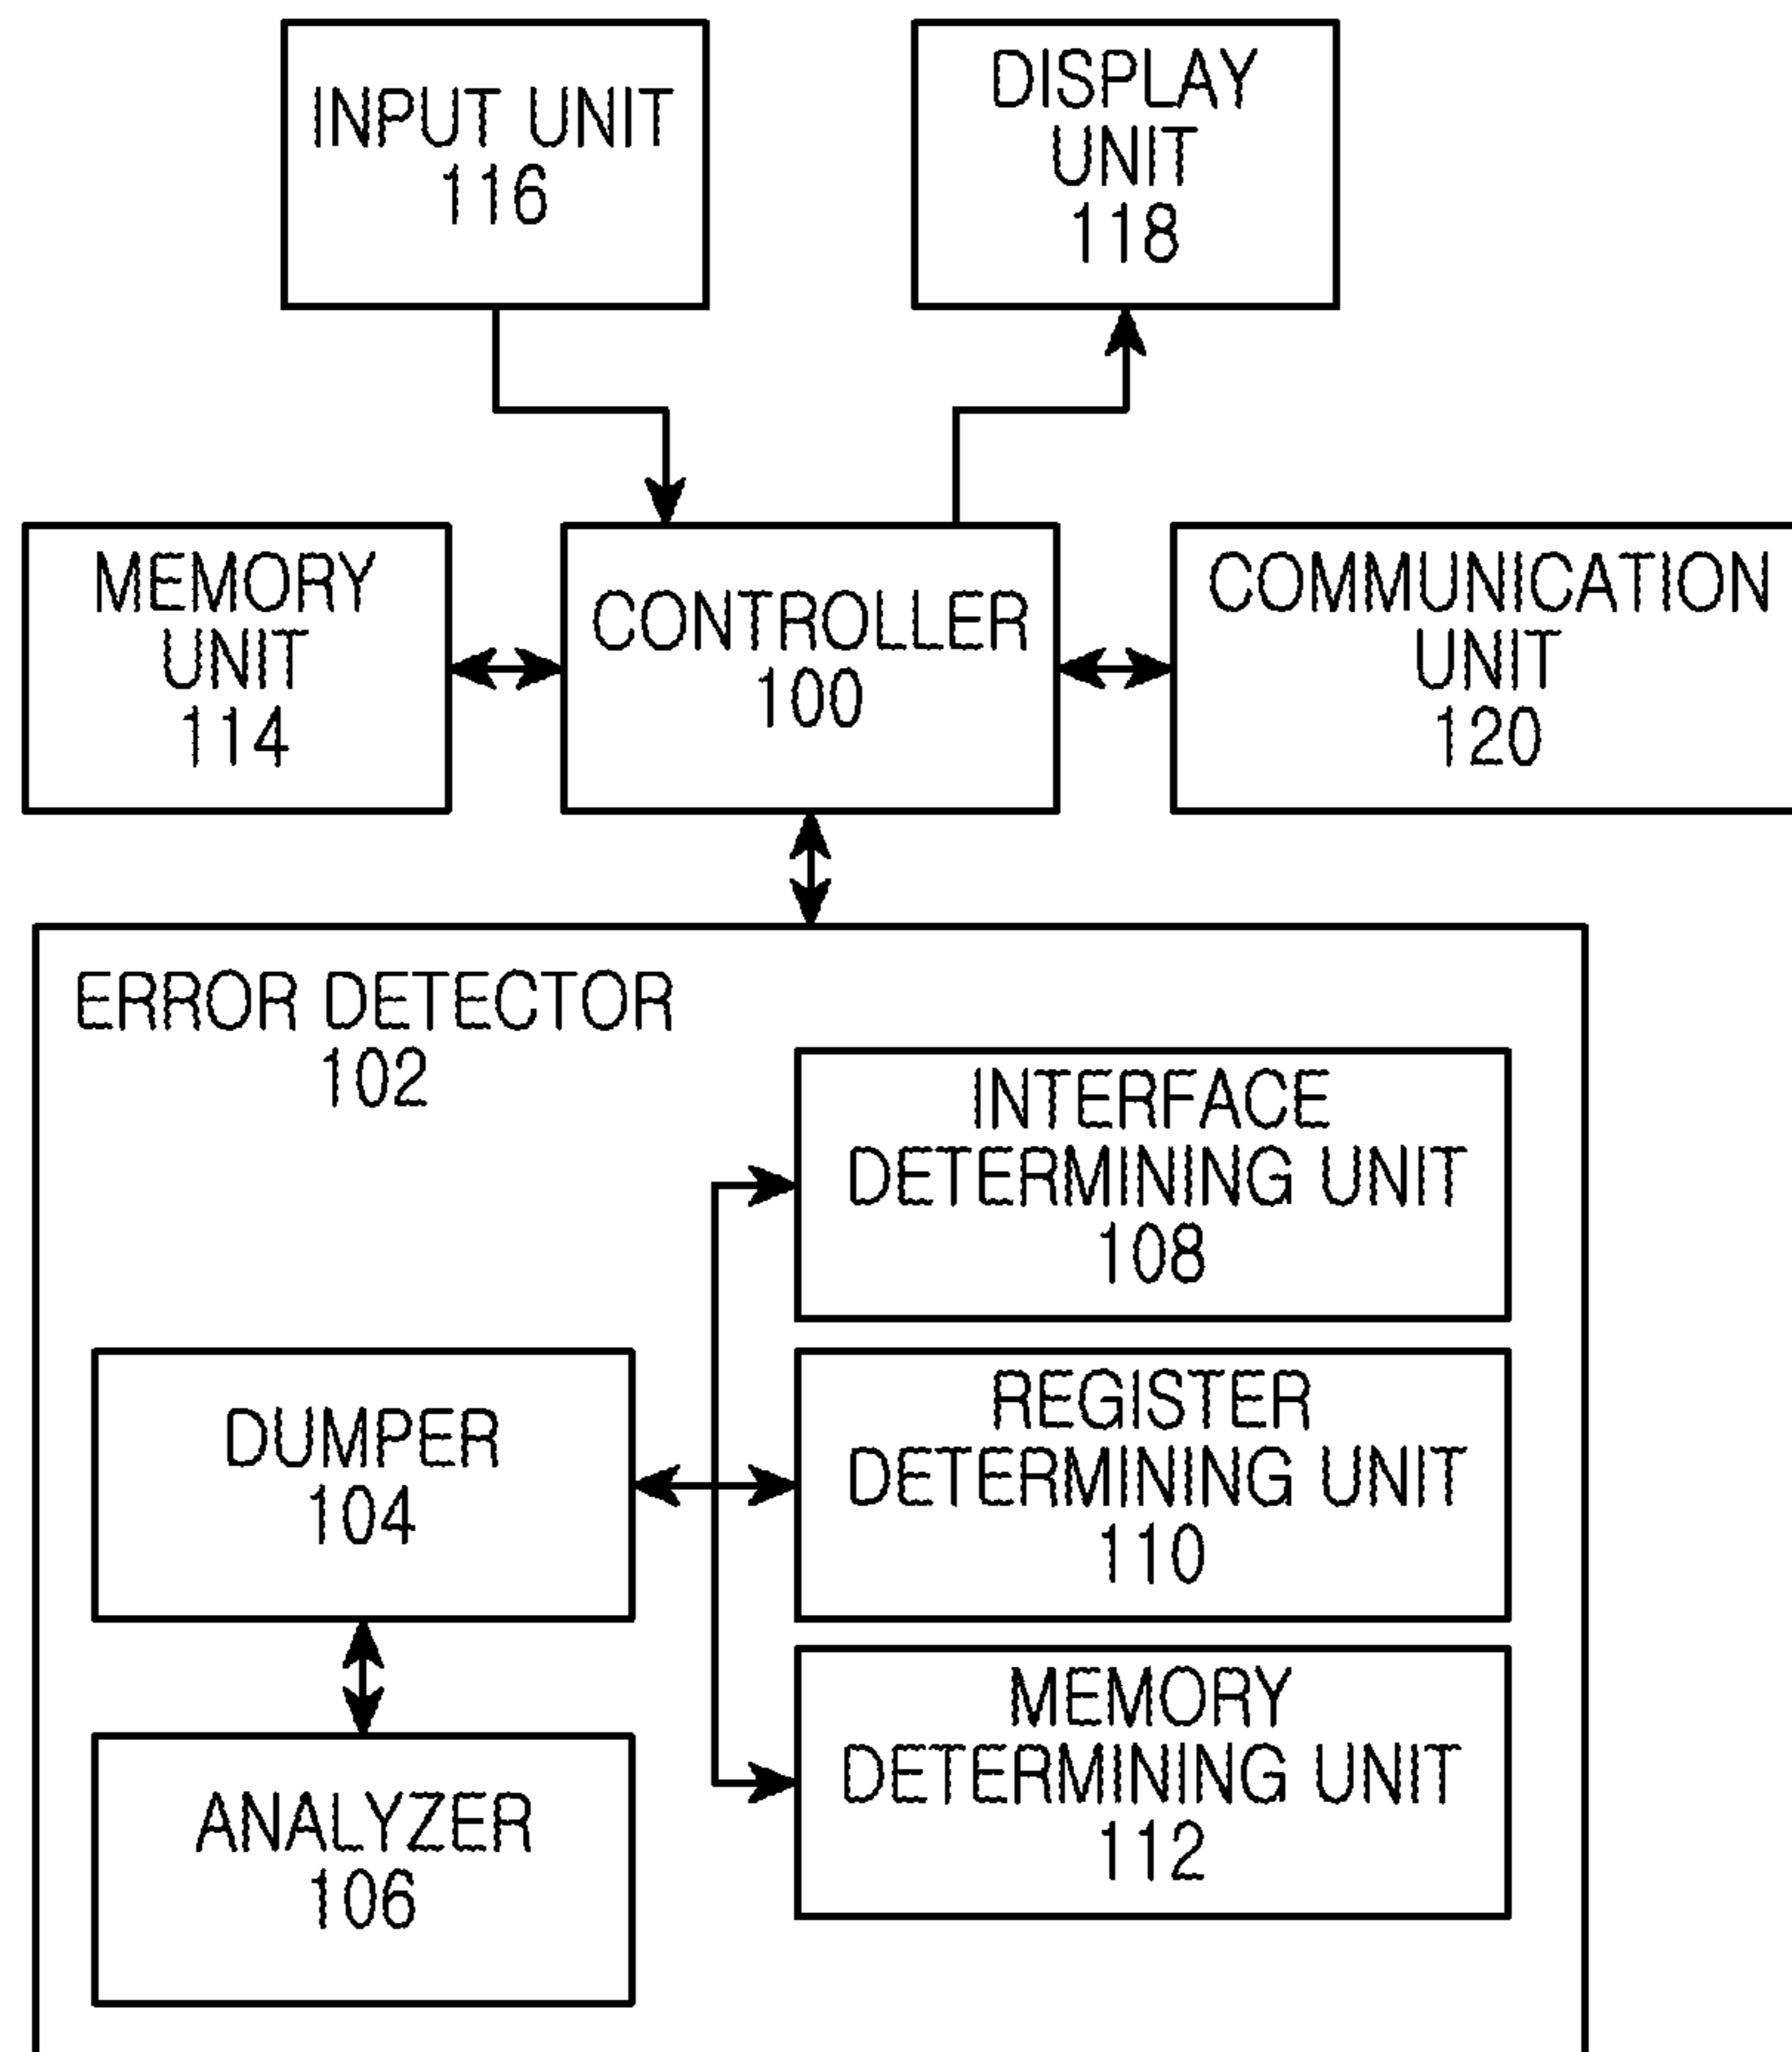 INPUT UNIT
116
DISPLAY
UNIT
118
MEMORY
UNIT
114
CONTROLLER
100
COMMUNICATION
UNIT
120
ERROR DETECTOR
102
INTERFACE
DETERMINING UNIT
108
DUMPER
104
REGISTER
DETERMINING UNIT
110
ANALYZER
106
MEMORY
DETERMINING UNIT
112